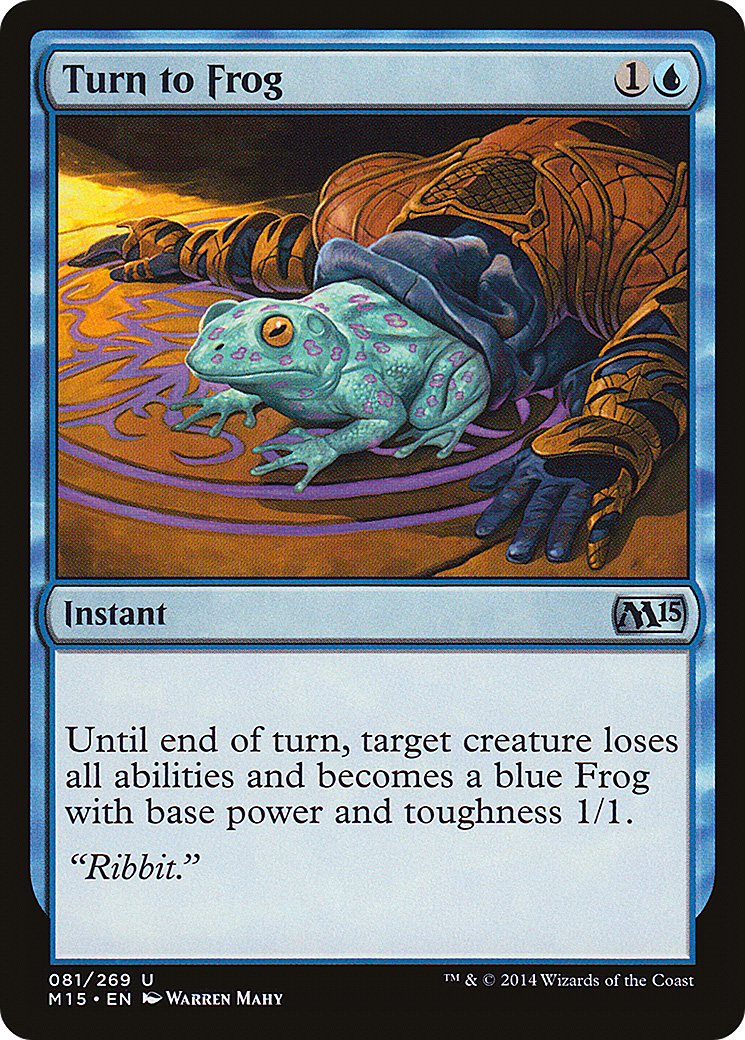 Turn to Frog 1
Instant M15
Until end of turn, target creature loses
all abilities and becomes a blue Frog
with base power and toughness 1/1.
“Ribbit.”
081/269 U ™ & © 2014 Wizards of the Coast
M15 • EN Warren Mahy